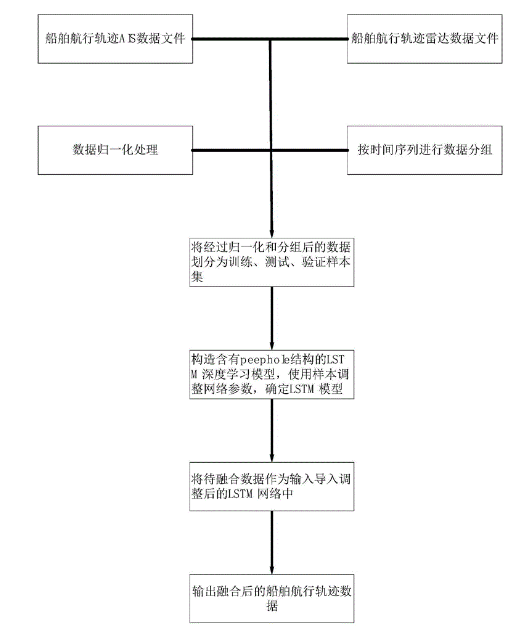 船舶航行轨迹AIS数据文件
船舶航行轨迹雷达数据文件
数据归一化处理
按时间序列进行数据分组
将经过归一化和分组后的数据
划分为训练、测试、验证样本
集
构造含有peephole结构的LST
M 深度学习模型，使用样本调
整网络参数，确定LSTM 模型
将待融合数据作为输入导入调
整后的LSTM 网络中
输出融合后的船舶航行轨迹数
据